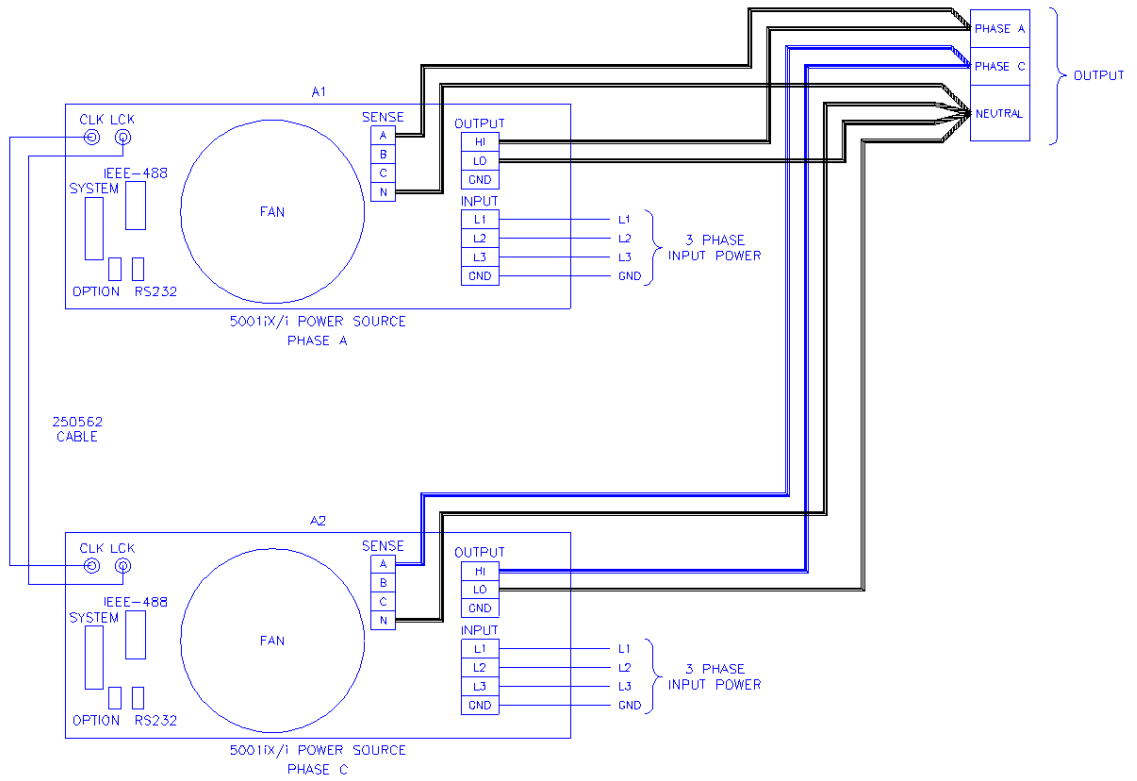 PHASE A
PHASE C
NEUTRAL
OUTPUT
A1
CLK LCK
SENSE
A
B
C
N
OUTPUT
HI
LO
GND
IEEE-488
SYSTEM
FAN
INPUT
L1
L2
L3
GND
L1
L2
L3
GND
3 PHASE
INPUT POWER
OPTION
RS232
5001iX/i POWER SOURCE
PHASE A
250562
CABLE
A2
CLK LCK
SENSE
A
B
C
N
OUTPUT
HI
LO
GND
IEEE-488
SYSTEM
FAN
INPUT
L1
L2
L3
GND
L1
L2
L3
GND
3 PHASE
INPUT POWER
OPTION
RS232
5001iX/i POWER SOURCE
PHASE C